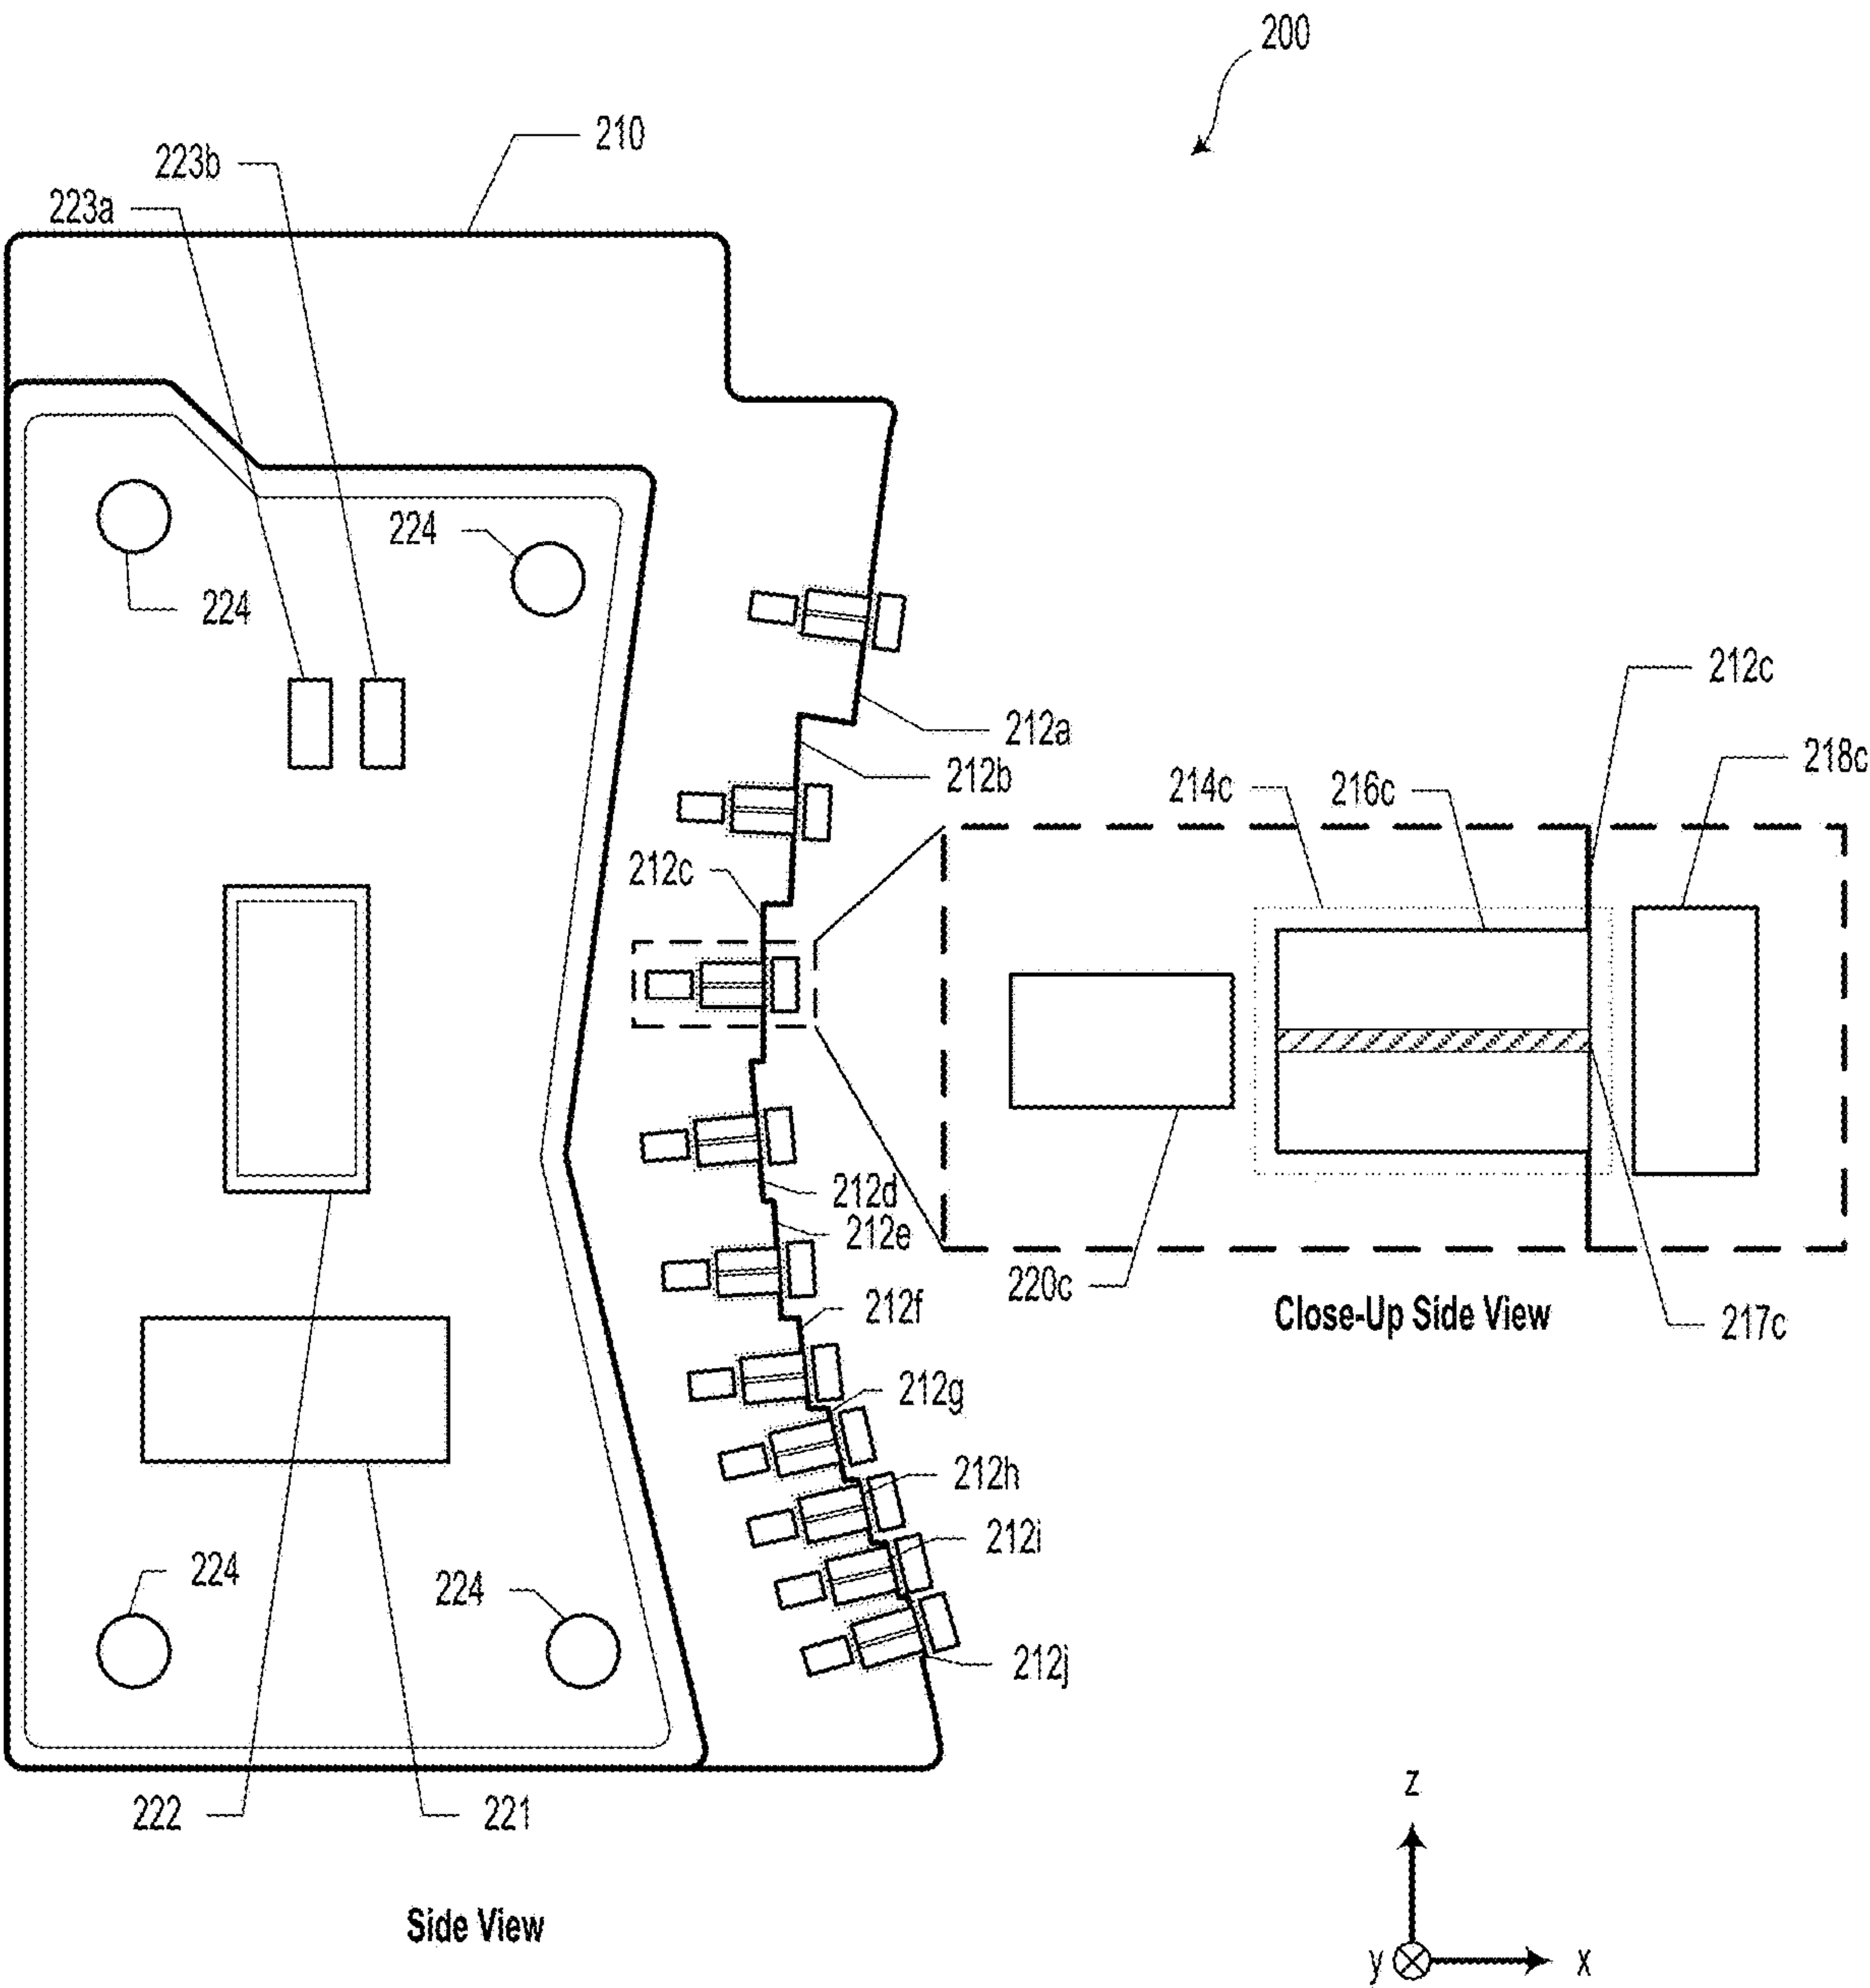 200
210
223b
223a
224
224
212a
212b
212c
218c
214c
216c
212c
212d
212e
220c
Close-Up Side View
217c
212f
212g
212h
212i
224
224
212j
222
221
z
Side View
y
x